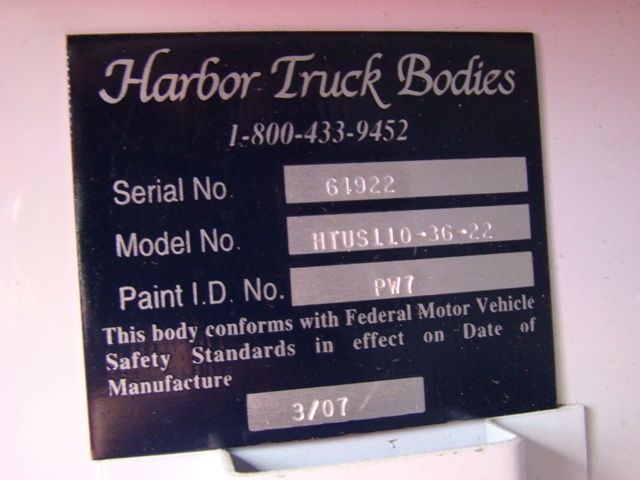 Harbor Truck Bodies
1-800-433-9452
Serial No. 64922
Model No. HTUS110-36-22
Paint I.D. No. PW7
This body conforms with Federal Motor Vehicle
Safety Standards in effect on Date of
Manufacture
3/07